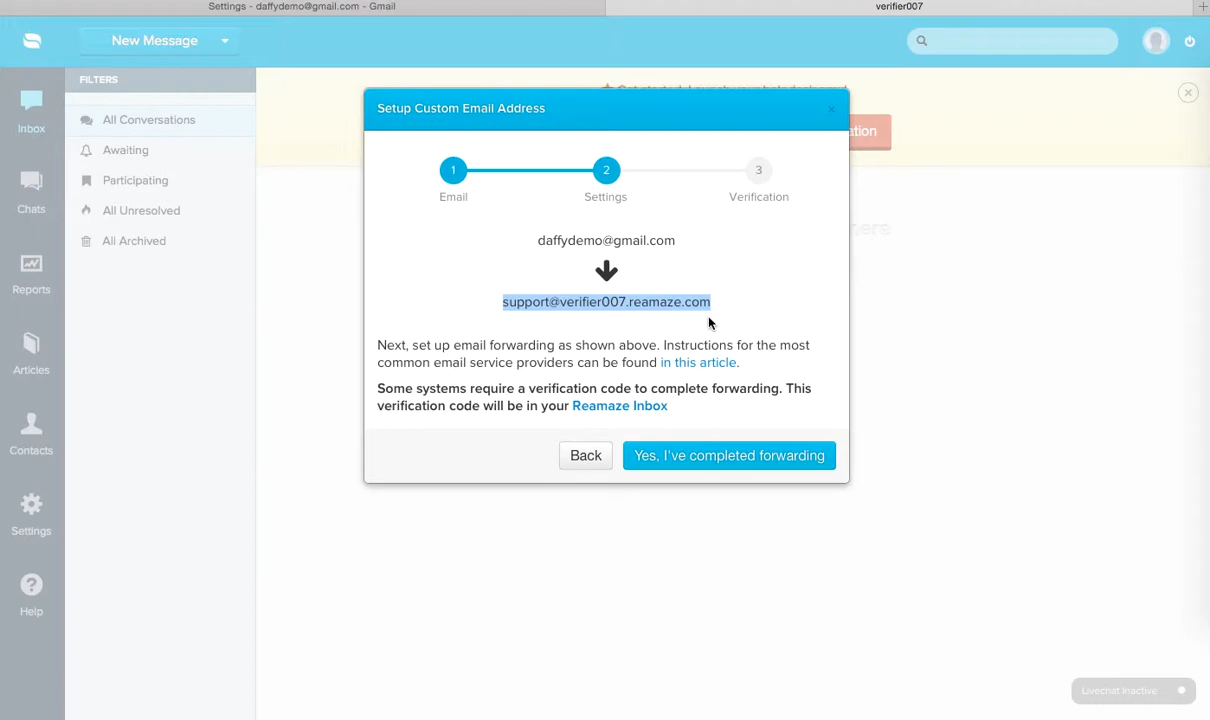 Settings - daffydemo@gmail.com - Gmail
verifier007
New Message
FILTERS
Inbox
Chats
Reports
Articles
Contacts
Settings
Help
All Conversations
Awaiting
Participating
All Unresolved
All Archived
Setup Custom Email Address
×
1
2
3
Email
Settings
Verification
daffydemo@gmail.com
support@verifier007.reamaze.com
Next, set up email forwarding as shown above. Instructions for the most
common email service providers can be found in this article.
Some systems require a verification code to complete forwarding. This
verification code will be in your Reamaze Inbox
Back
Yes, I've completed forwarding
Livechat Inactive